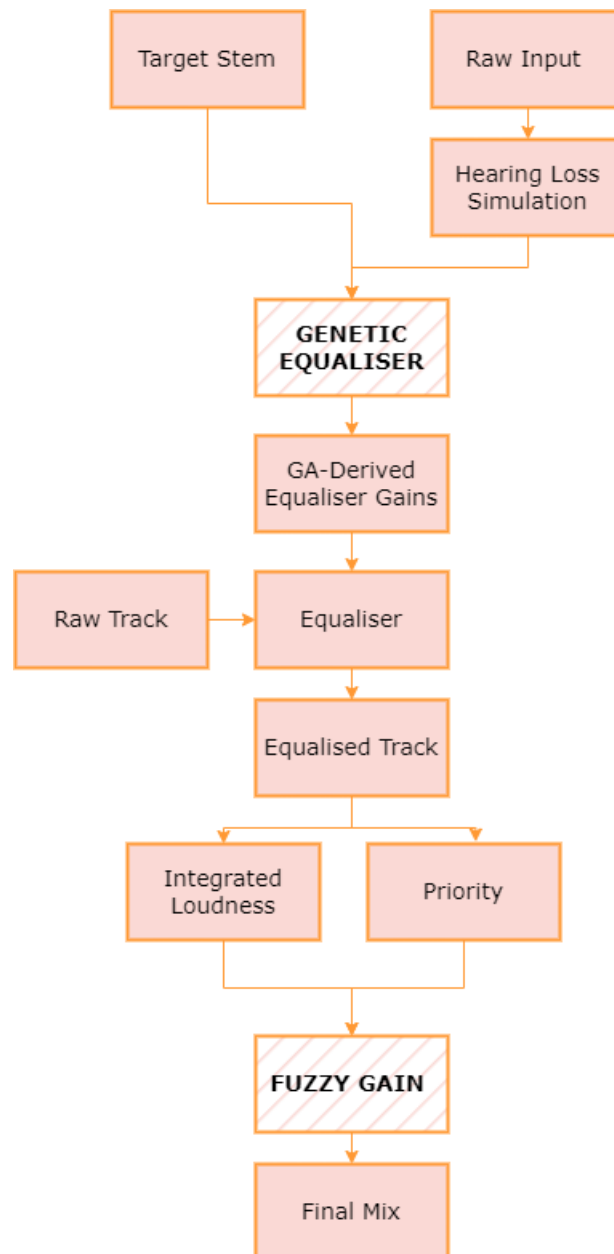 Target Stem
Raw Input
Hearing Loss
Simulation
GENETIC
EQUALISER
GA-Derived
Equaliser Gains
Raw Track
Equaliser
Equalised Track
Integrated
Loudness
Priority
FUZZY GAIN
Final Mix